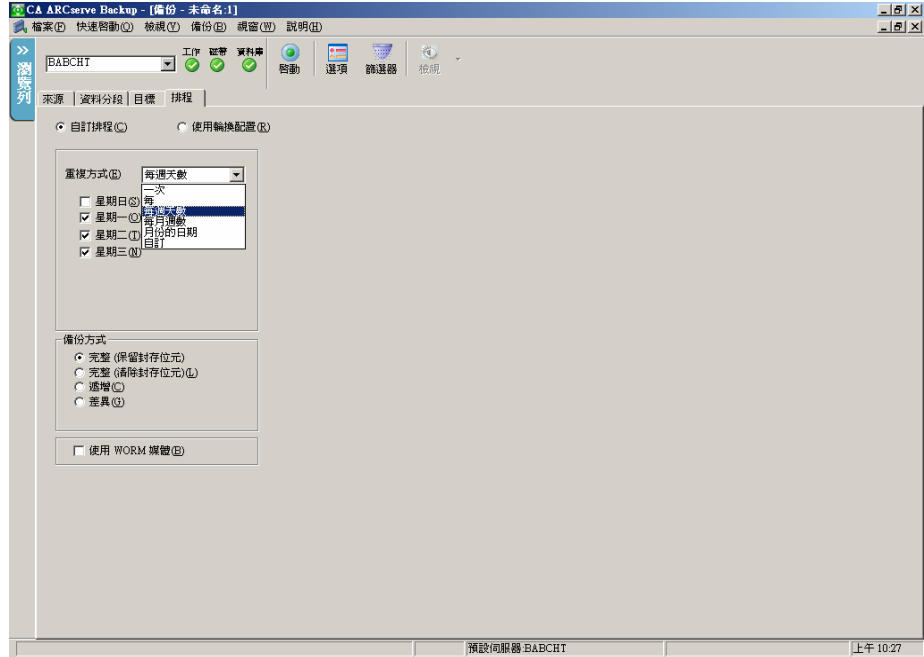 CA ARCserve Backup - [備份 - 未命名:1]
檔案(F) 快速啟動(Q) 檢視(V) 備份(B) 視窗(W) 說明(H)
BABCHT 工作 磁帶 資料庫 啟動 選項 篩選器 檢視
瀏覽列
來源 資料分段 目標 排程
自訂排程(C) 使用輪換配置(R)
重複方式(E) 每週天數
一次
每
每週天數
每月週數
月份的日期
自訂
星期日(S)
星期一(O)
星期二(T)
星期三(N)
備份方式
完整 (保留封存位元)
完整 (清除封存位元)(L)
遞增(C)
差異(G)
使用 WORM 媒體(B)
預設伺服器:BABCHT 上午 10:27